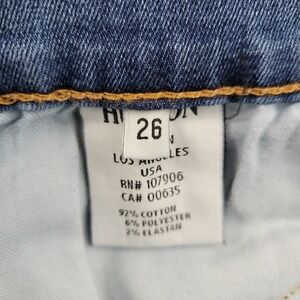 26
LOS ANGELES
USA
RN# 107906
CA# 00635
92% COTTON
6% POLYESTER
2% ELASTAN